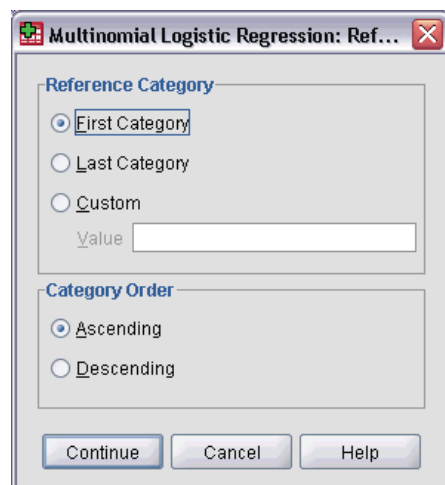 Multinomial Logistic Regression: Ref...
Reference Category
First Category
Last Category
Custom
Value
Category Order
Ascending
Descending
Continue
Cancel
Help